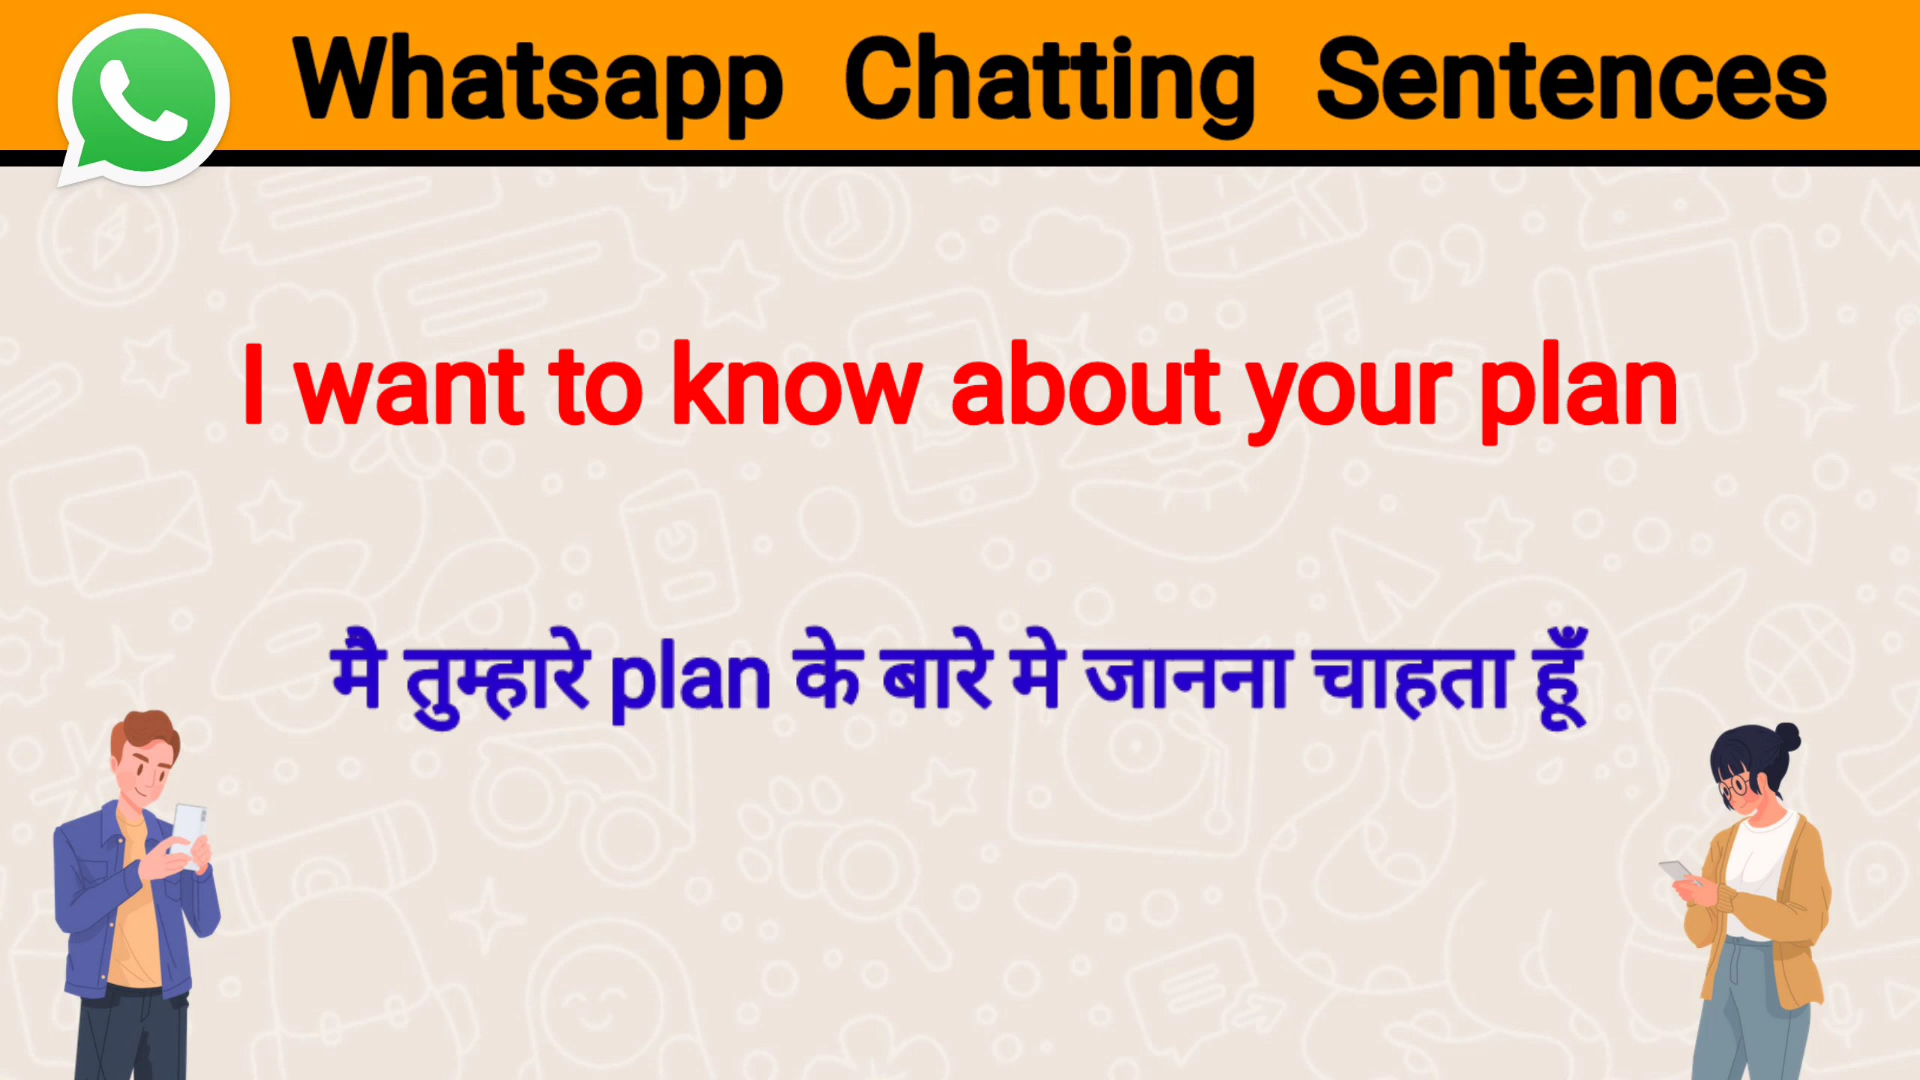 Whatsapp Chatting Sentences
I want to know about your plan
मै तुम्हारे plan के बारे मे जानना चाहता हूँ